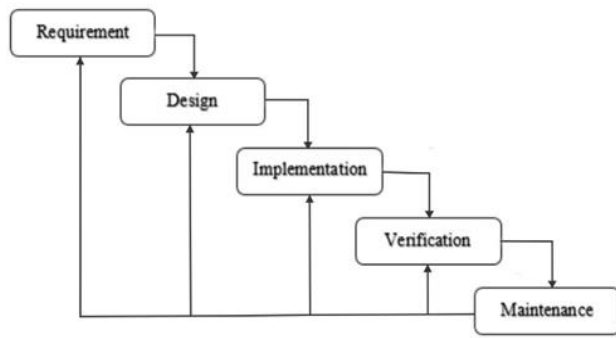 Requirement
Design
Implementation
Verification
Maintenance